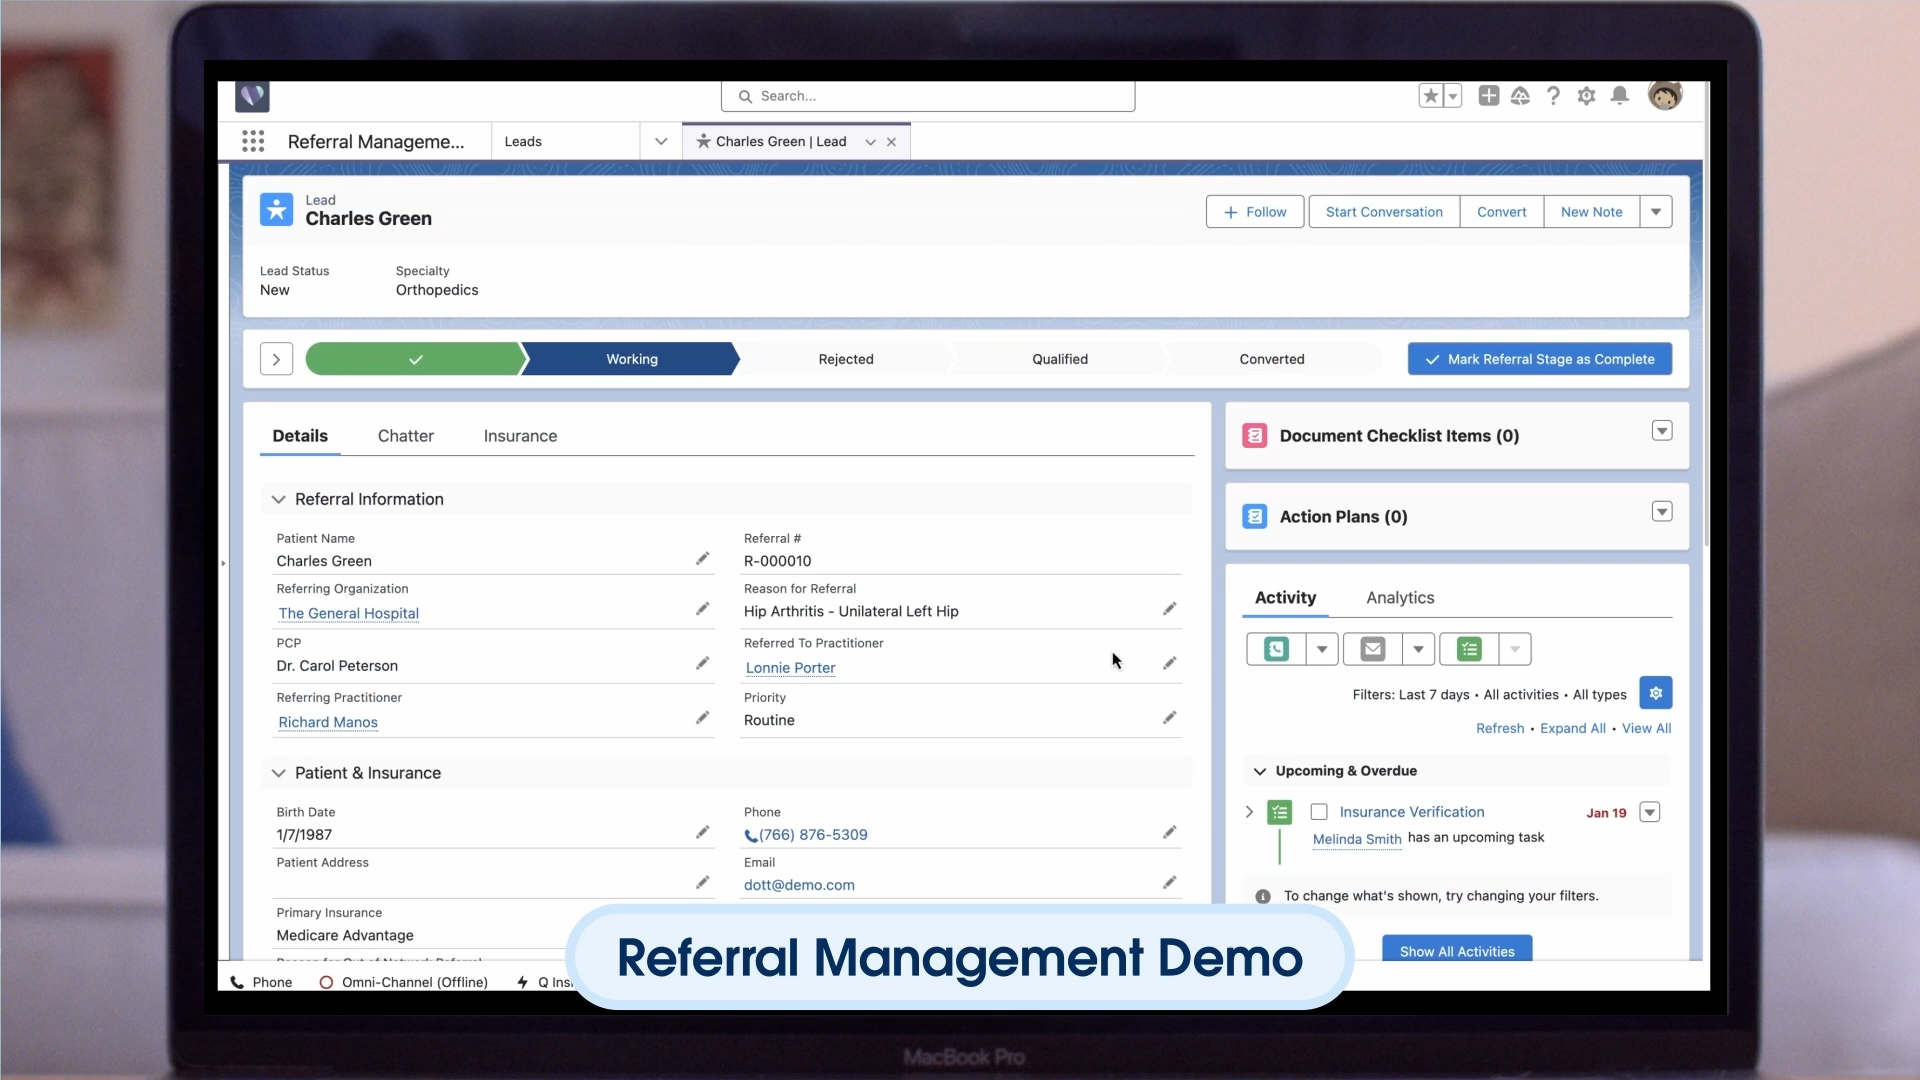 Search...
Referral Manageme...
Leads
Charles Green | Lead
Lead
Charles Green
Follow
Start Conversation
Convert
New Note
Lead Status
New
Specialty
Orthopedics
Working
Rejected
Qualified
Converted
Mark Referral Stage as Complete
Details
Chatter
Insurance
Referral Information
Patient Name
Charles Green
Referral #
R-000010
Referring Organization
The General Hospital
Reason for Referral
Hip Arthritis - Unilateral Left Hip
PCP
Dr. Carol Peterson
Referred To Practitioner
Lonnie Porter
Referring Practitioner
Richard Manos
Priority
Routine
Patient & Insurance
Birth Date
1/7/1987
Phone
(766) 876-5309
Patient Address
Email
dott@demo.com
Primary Insurance
Medicare Advantage
Document Checklist Items (0)
Action Plans (0)
Activity
Analytics
Filters: Last 7 days • All activities • All types
Refresh • Expand All • View All
Upcoming & Overdue
Insurance Verification
Jan 19
Melinda Smith has an upcoming task
To change what's shown, try changing your filters.
Show All Activities
Phone
Omni-Channel (Offline)
Referral Management Demo
MacBook Pro